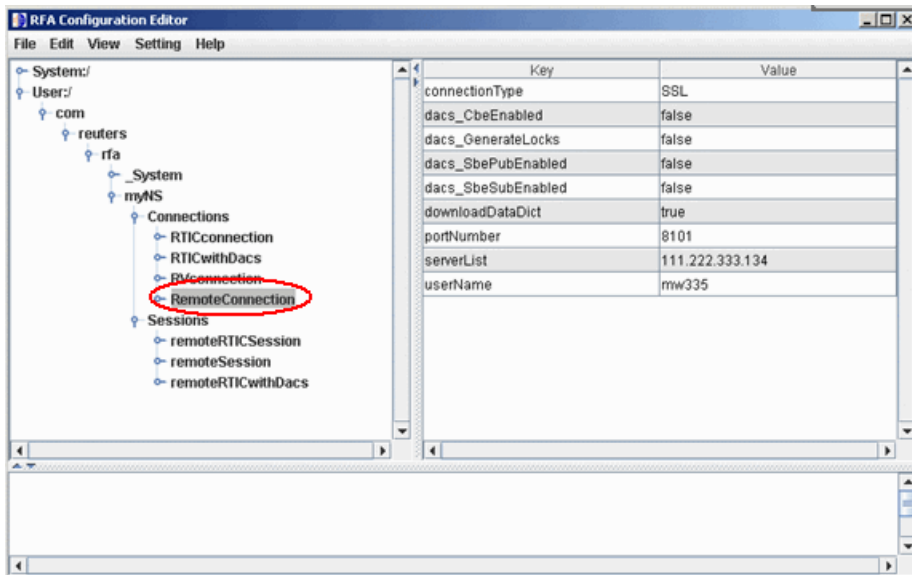 RFA Configuration Editor
File Edit View Setting Help
System:/
User:/
com
reuters
rfa
_System
myNS
Connections
RTICconnection
RTICwithDacs
RVconnection
RemoteConnection
Sessions
remoteRTICSession
remoteSession
remoteRTICwithDacs
Key Value
connectionType SSL
dacs_CbeEnabled false
dacs_GenerateLocks false
dacs_SbePubEnabled false
dacs_SbeSubEnabled false
downloadDataDict true
portNumber 8101
serverList 111.222.333.134
userName mw335